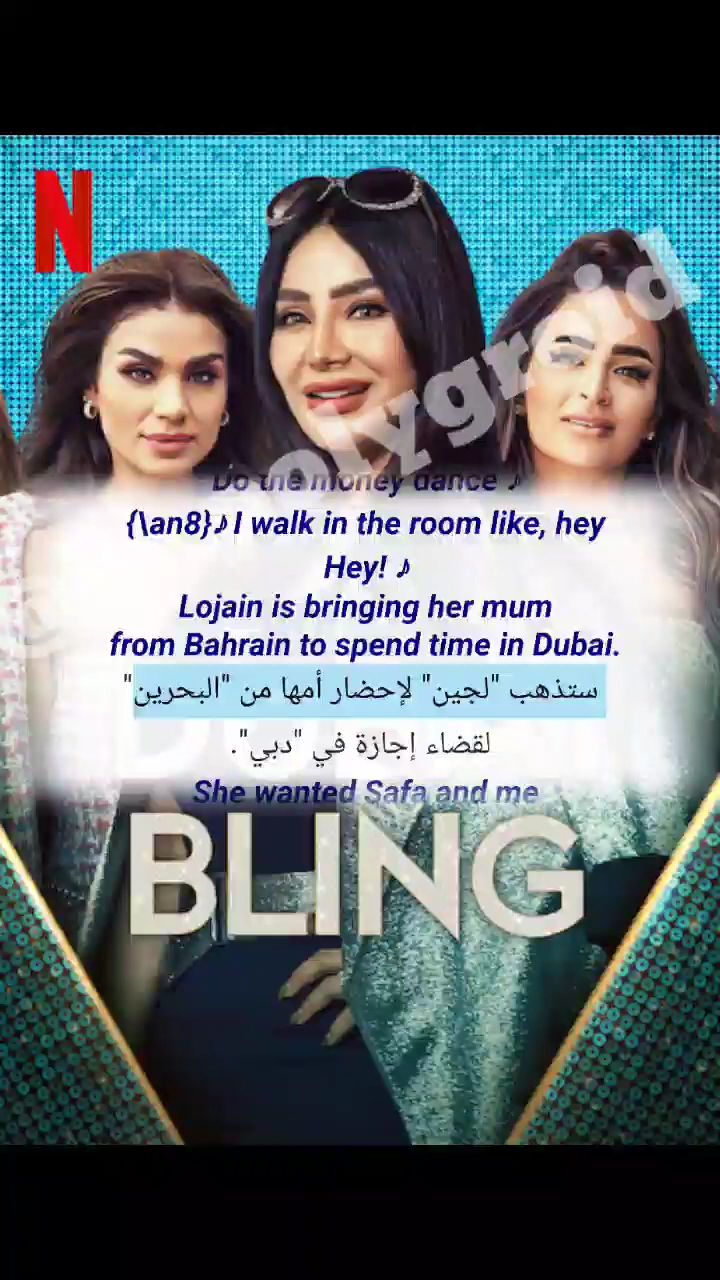 N
olygraid
Do the money dance ♪
{\an8}♪ I walk in the room like, hey
Hey! ♪
Lojain is bringing her mum
from Bahrain to spend time in Dubai.
ستذهب "لجين" لإحضار أمها من "البحرين"
لقضاء إجازة في "دبي".
She wanted Safa and me
BLING